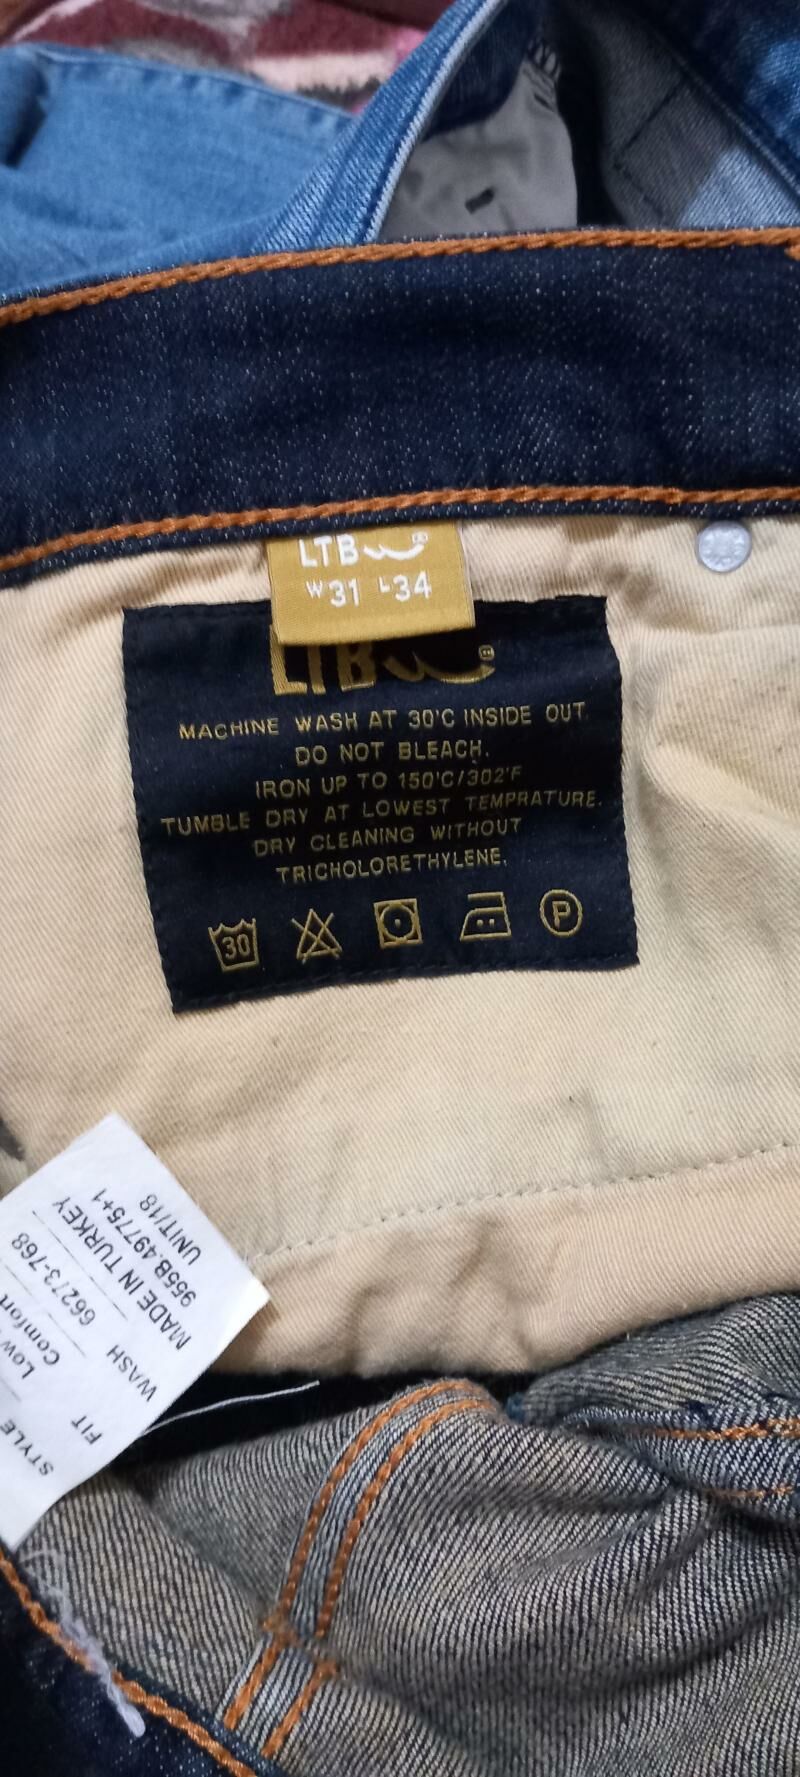 LTB ®
W31 L34
LTB ®
MACHINE WASH AT 30'C INSIDE OUT.
DO NOT BLEACH.
IRON UP TO 150'C/302'F
TUMBLE DRY AT LOWEST TEMPRATURE.
DRY CLEANING WITHOUT
TRICHOLORETHYLENE.
30 P
STYLE Low
FIT Comfort
WASH 66273-768
MADE IN TURKEY
955B.49775+1
UNIT/18